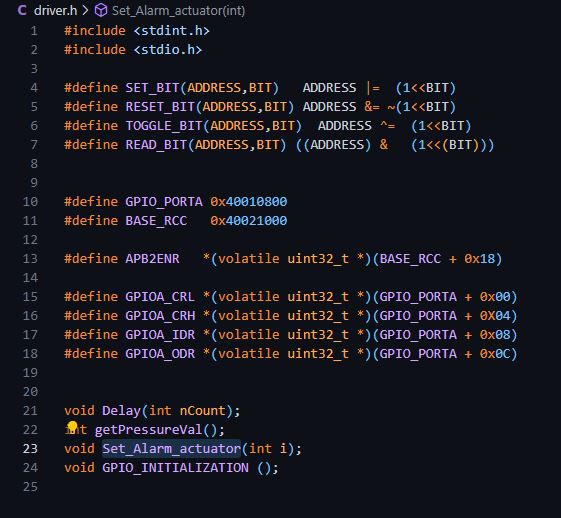 C driver.h > Set_Alarm_actuator(int)
1 #include <stdint.h>
2 #include <stdio.h>
3
4 #define SET_BIT(ADDRESS,BIT)   ADDRESS |=  (1<<BIT)
5 #define RESET_BIT(ADDRESS,BIT) ADDRESS &= ~(1<<BIT)
6 #define TOGGLE_BIT(ADDRESS,BIT)  ADDRESS ^=  (1<<BIT)
7 #define READ_BIT(ADDRESS,BIT) ((ADDRESS) &   (1<<(BIT)))
8
9
10 #define GPIO_PORTA 0x40010800
11 #define BASE_RCC   0x40021000
12
13 #define APB2ENR   *(volatile uint32_t *)(BASE_RCC + 0x18)
14
15 #define GPIOA_CRL *(volatile uint32_t *)(GPIO_PORTA + 0x00)
16 #define GPIOA_CRH *(volatile uint32_t *)(GPIO_PORTA + 0X04)
17 #define GPIOA_IDR *(volatile uint32_t *)(GPIO_PORTA + 0x08)
18 #define GPIOA_ODR *(volatile uint32_t *)(GPIO_PORTA + 0x0C)
19
20
21 void Delay(int nCount);
22 int getPressureVal();
23 void Set_Alarm_actuator(int i);
24 void GPIO_INITIALIZATION ();
25